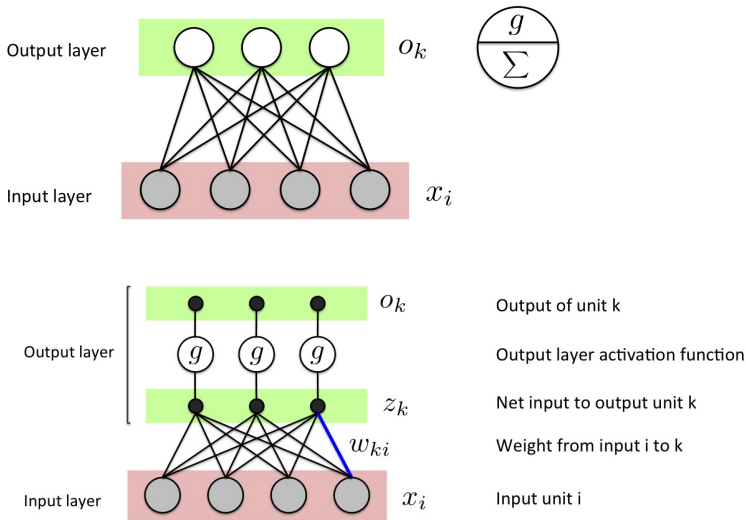 Output layer
o_k
g
∑
Input layer
x_i
o_k
Output of unit k
Output layer
g g g
Output layer activation function
z_k
Net input to output unit k
w_ki
Weight from input i to k
Input layer
x_i
Input unit i